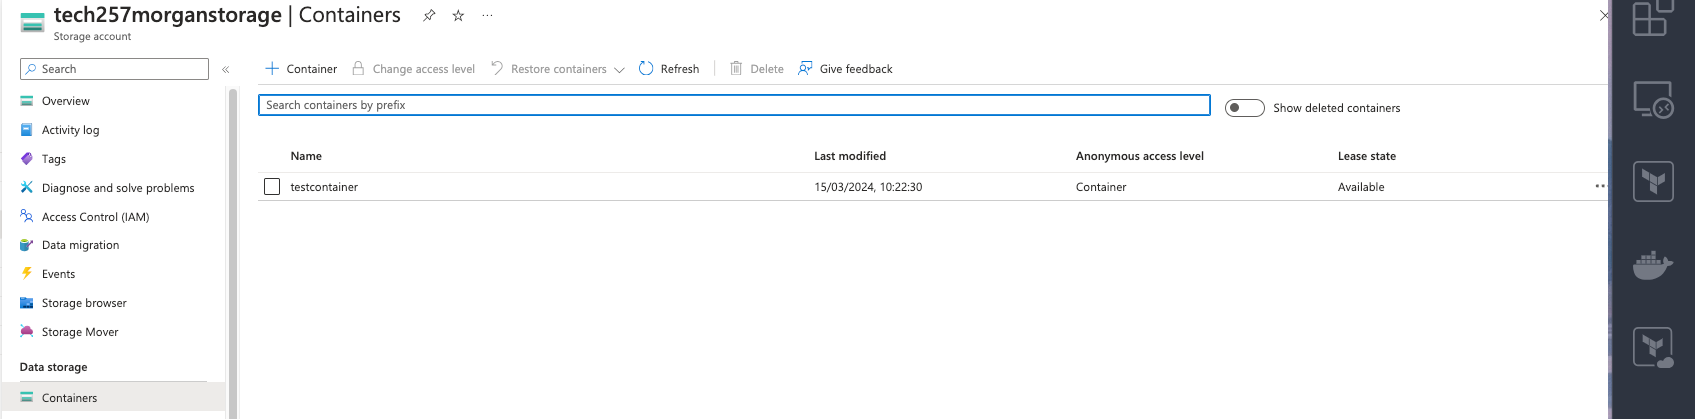 tech257morganstorage | Containers
Storage account
Search
Container Change access level Restore containers Refresh Delete Give feedback
Search containers by prefix
Show deleted containers
Overview
Activity log
Tags
Diagnose and solve problems
Access Control (IAM)
Data migration
Events
Storage browser
Storage Mover
Data storage
Containers
Name Last modified Anonymous access level Lease state
testcontainer 15/03/2024, 10:22:30 Container Available